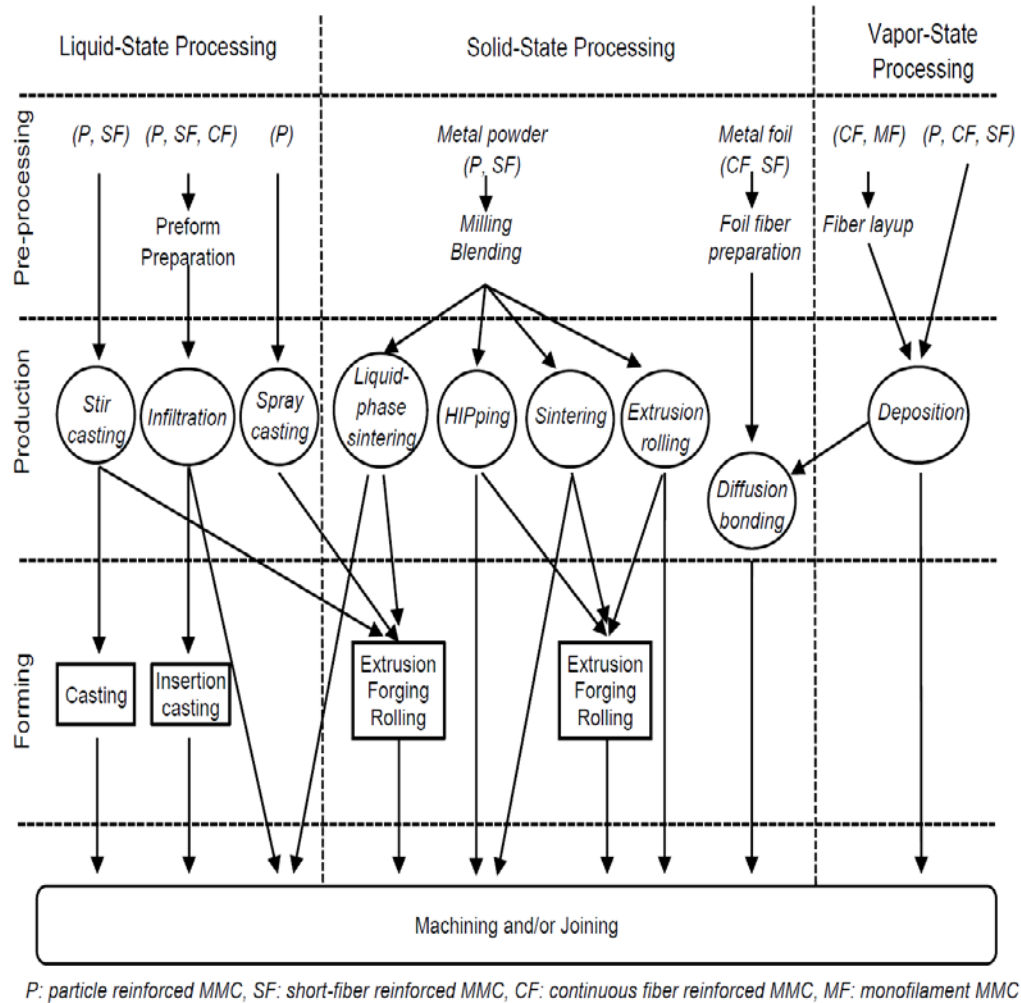 Liquid-State Processing
Solid-State Processing
Vapor-State
Processing
Pre-processing
(P, SF)
(P, SF, CF)
(P)
Metal powder
(P, SF)
Metal foil
(CF, SF)
(CF, MF)
(P, CF, SF)
Preform
Preparation
Milling
Blending
Foil fiber
preparation
Fiber layup
Production
Stir
casting
Infiltration
Spray
casting
Liquid-
phase
sintering
HIPping
Sintering
Extrusion
rolling
Diffusion
bonding
Deposition
Forming
Casting
Insertion
casting
Extrusion
Forging
Rolling
Extrusion
Forging
Rolling
Machining and/or Joining
P: particle reinforced MMC, SF: short-fiber reinforced MMC, CF: continuous fiber reinforced MMC, MF: monofilament MMC